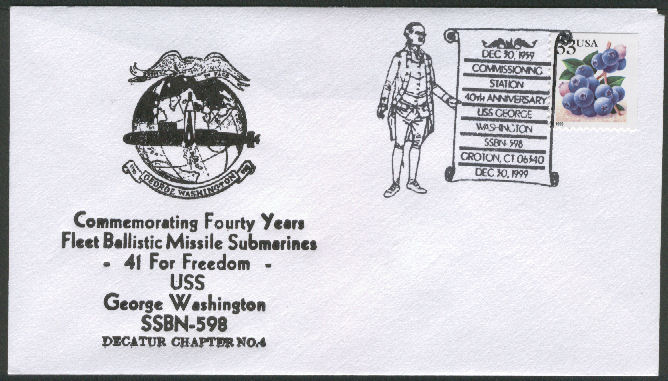 GEORGE WASHINGTON
Commemorating Fourty Years
Fleet Ballistic Missile Submarines
- 41 For Freedom -
USS
George Washington
SSBN-598
DECATUR CHAPTER NO.4
DEC 30, 1959
COMMISSIONING
STATION
40th ANNIVERSARY
USS GEORGE
WASHINGTON
SSBN-598
GROTON, CT 06340
DEC 30, 1999
33 USA